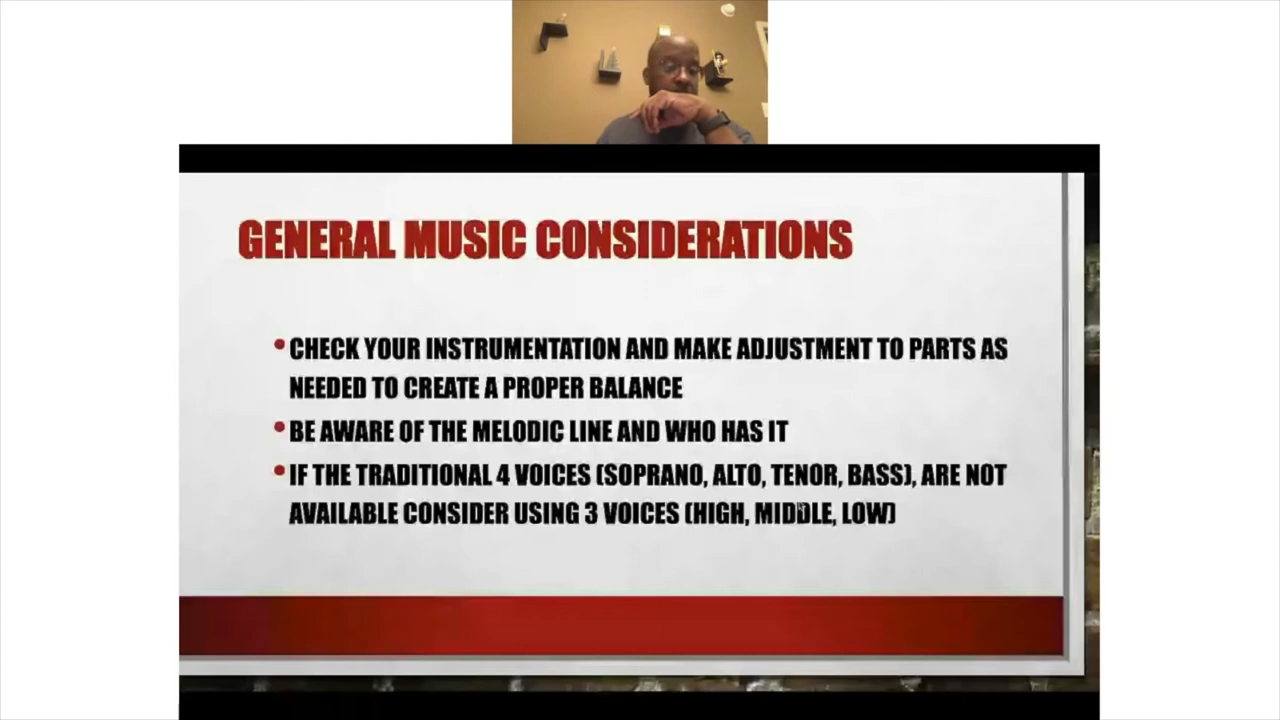 GENERAL MUSIC CONSIDERATIONS
•CHECK YOUR INSTRUMENTATION AND MAKE ADJUSTMENT TO PARTS AS
NEEDED TO CREATE A PROPER BALANCE
•BE AWARE OF THE MELODIC LINE AND WHO HAS IT
•IF THE TRADITIONAL 4 VOICES (SOPRANO, ALTO, TENOR, BASS), ARE NOT
AVAILABLE CONSIDER USING 3 VOICES (HIGH, MIDDLE, LOW)